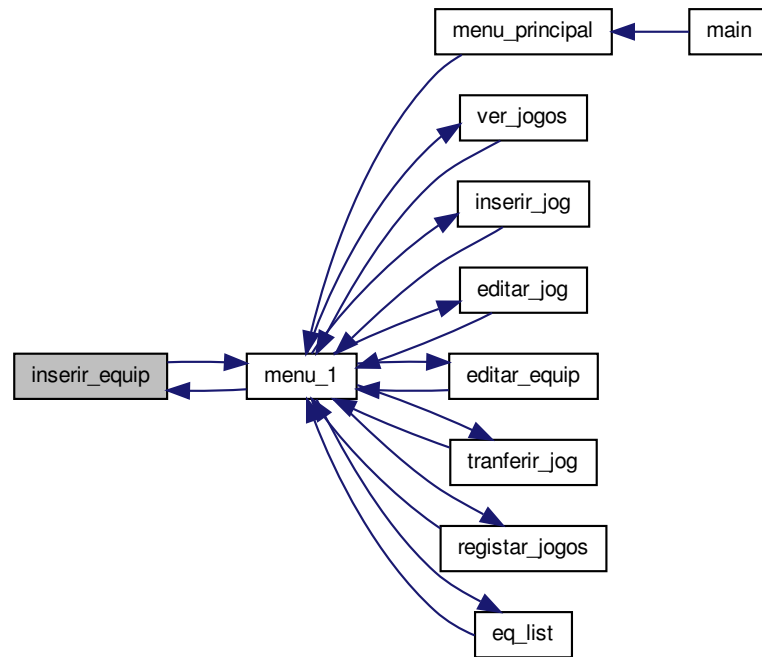 menu_principal
main
ver_jogos
inserir_jog
editar_jog
inserir_equip
menu_1
editar_equip
tranferir_jog
registar_jogos
eq_list